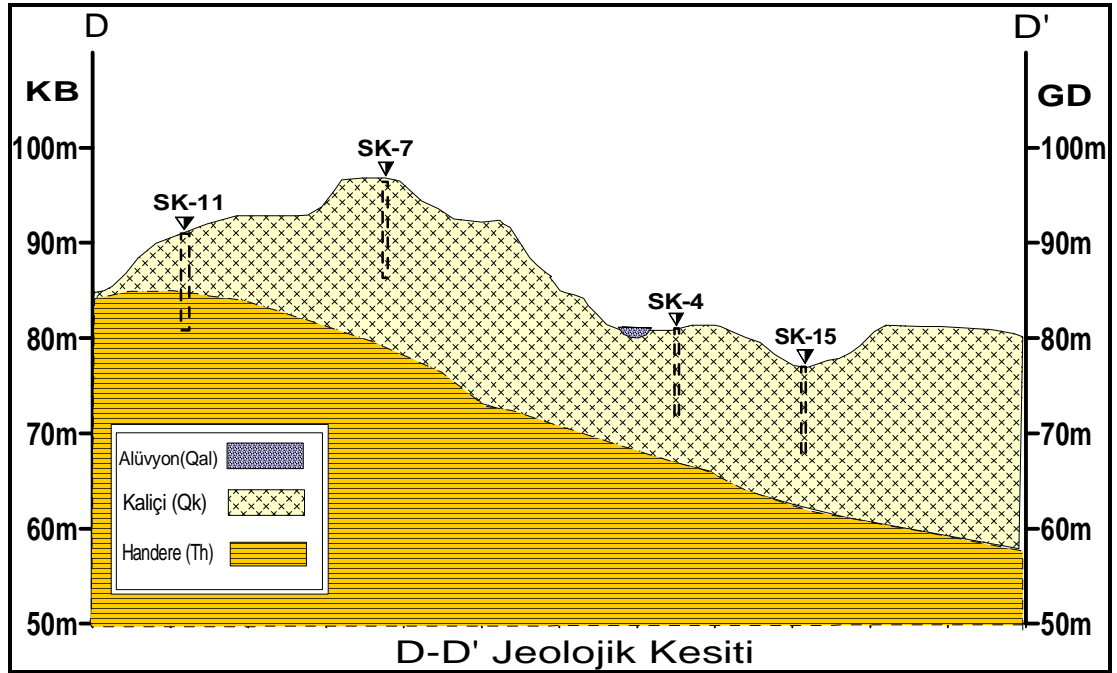 D D'
KB GD
100m 100m
SK-7
SK-11
90m 90m
SK-4
80m 80m
SK-15
70m 70m
Alüvyon(Qal)
Kaliçi (Qk)
60m 60m
Handere (Th)
50m 50m
D-D' Jeolojik Kesiti